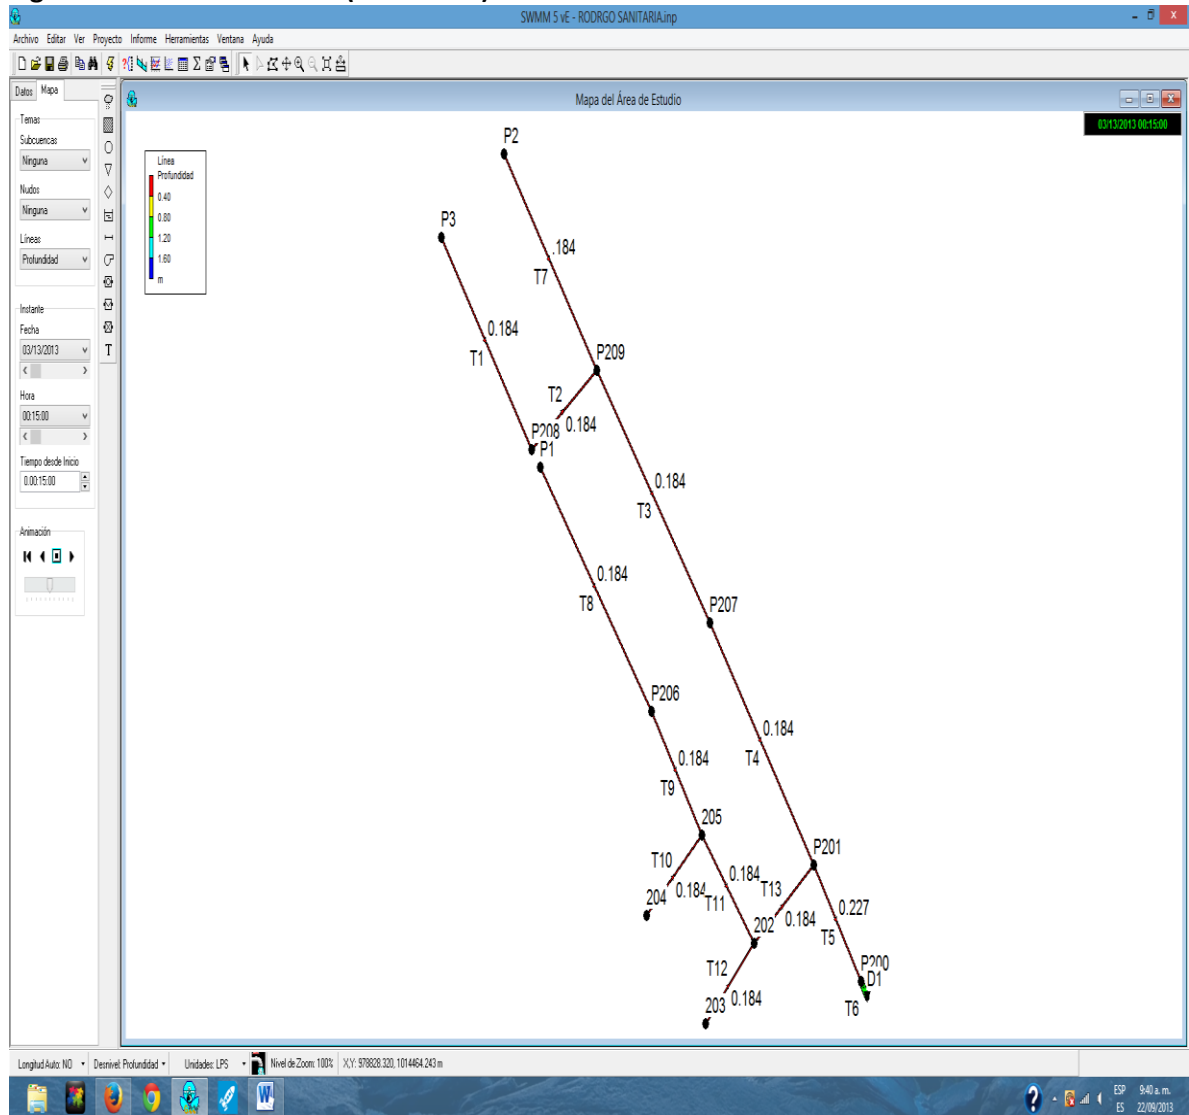 SWMM 5 vE - RODRGO SANITARIA.inp
Archivo Editar Ver Proyecto Informe Herramientas Ventana Ayuda
Datos Mapa
Temas
Subcuencas
Ninguna
Nudos
Ninguna
Líneas
Profundidad
Instante
Fecha
03/13/2013
Hora
00:15:00
Tiempo desde Inicio
0.00:15:00
Animación
T
Mapa del Área de Estudio
03/13/2013 00:15:00
Línea
Profundidad
0.40
0.80
1.20
1.60
m
P2
P3
.184
T7
0.184
T1
P209
T2
0.184
P208
P1
0.184
T3
0.184
T8
P207
P206
0.184
T4
0.184
T9
205
P201
T10
0.184
204
0.184
T11
T13
0.184
202
0.227
T5
T12
0.184
203
P200
D1
T6
Longitud Auto: NO Desnivel: Profundidad Unidades: LPS Nivel de Zoom: 100% X,Y: 978828.320, 1014464.243 m
ESP 9:40 a. m.
ES 22/09/2013